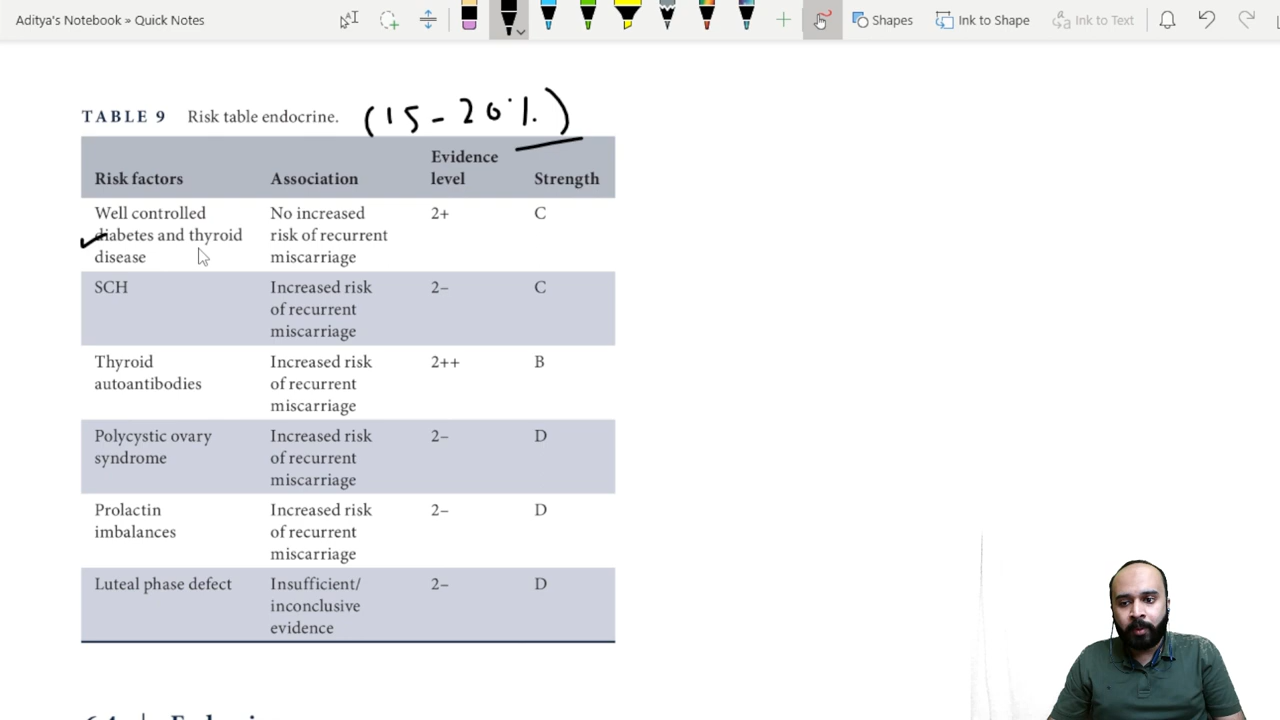 Aditya's Notebook » Quick Notes
Shapes
Ink to Shape
Ink to Text
TABLE 9 Risk table endocrine.
(15-20%)
Risk factors Association Evidence level Strength
Well controlled diabetes and thyroid disease No increased risk of recurrent miscarriage 2+ C
SCH Increased risk of recurrent miscarriage 2– C
Thyroid autoantibodies Increased risk of recurrent miscarriage 2++ B
Polycystic ovary syndrome Increased risk of recurrent miscarriage 2– D
Prolactin imbalances Increased risk of recurrent miscarriage 2– D
Luteal phase defect Insufficient/ inconclusive evidence 2– D